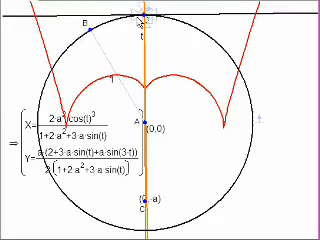 B
t
A
(0,0)
⇒ X= 2·a²·cos(t)³ / 1+2·a²+3·a·sin(t)
Y= a·(2+3·a·sin(t)+a·sin(3·t)) / 2·(1+2·a²+3·a·sin(t))
(0,-a)
C